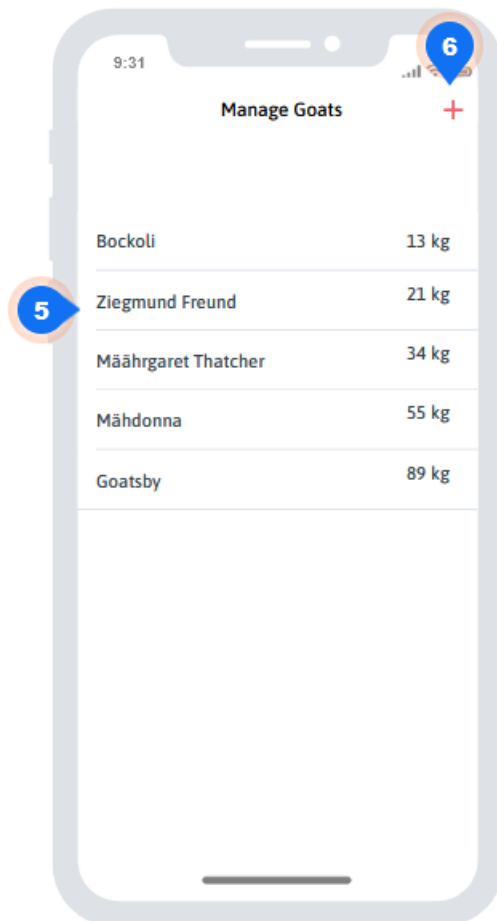 9:31
6
Manage Goats
+
Bockoli 13 kg
5
Ziegmund Freund 21 kg
Mäährgaret Thatcher 34 kg
Mähdonna 55 kg
Goatsby 89 kg